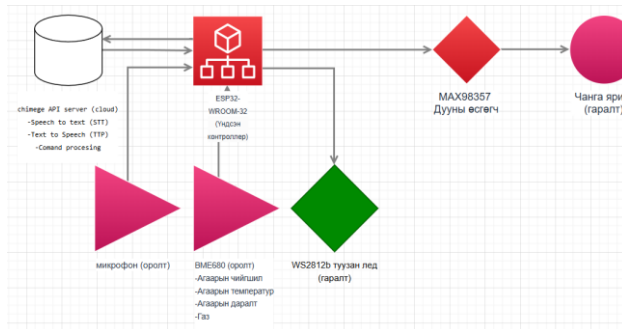 chimege API server (cloud)
-Speech to text (STT)
-Text to Speech (TTP)
-Comand procesing
ESP32-
WROOM-32
(Үндсэн
контроллер)
MAX98357
Дууны өсгөгч
Чанга яри
(гаралт)
микрофон (оролт)
BME680 (оролт)
-Агаарын чийгшил
-Агаарын температур
-Агаарын даралт
-Газ
WS2812b туузан лед
(гаралт)